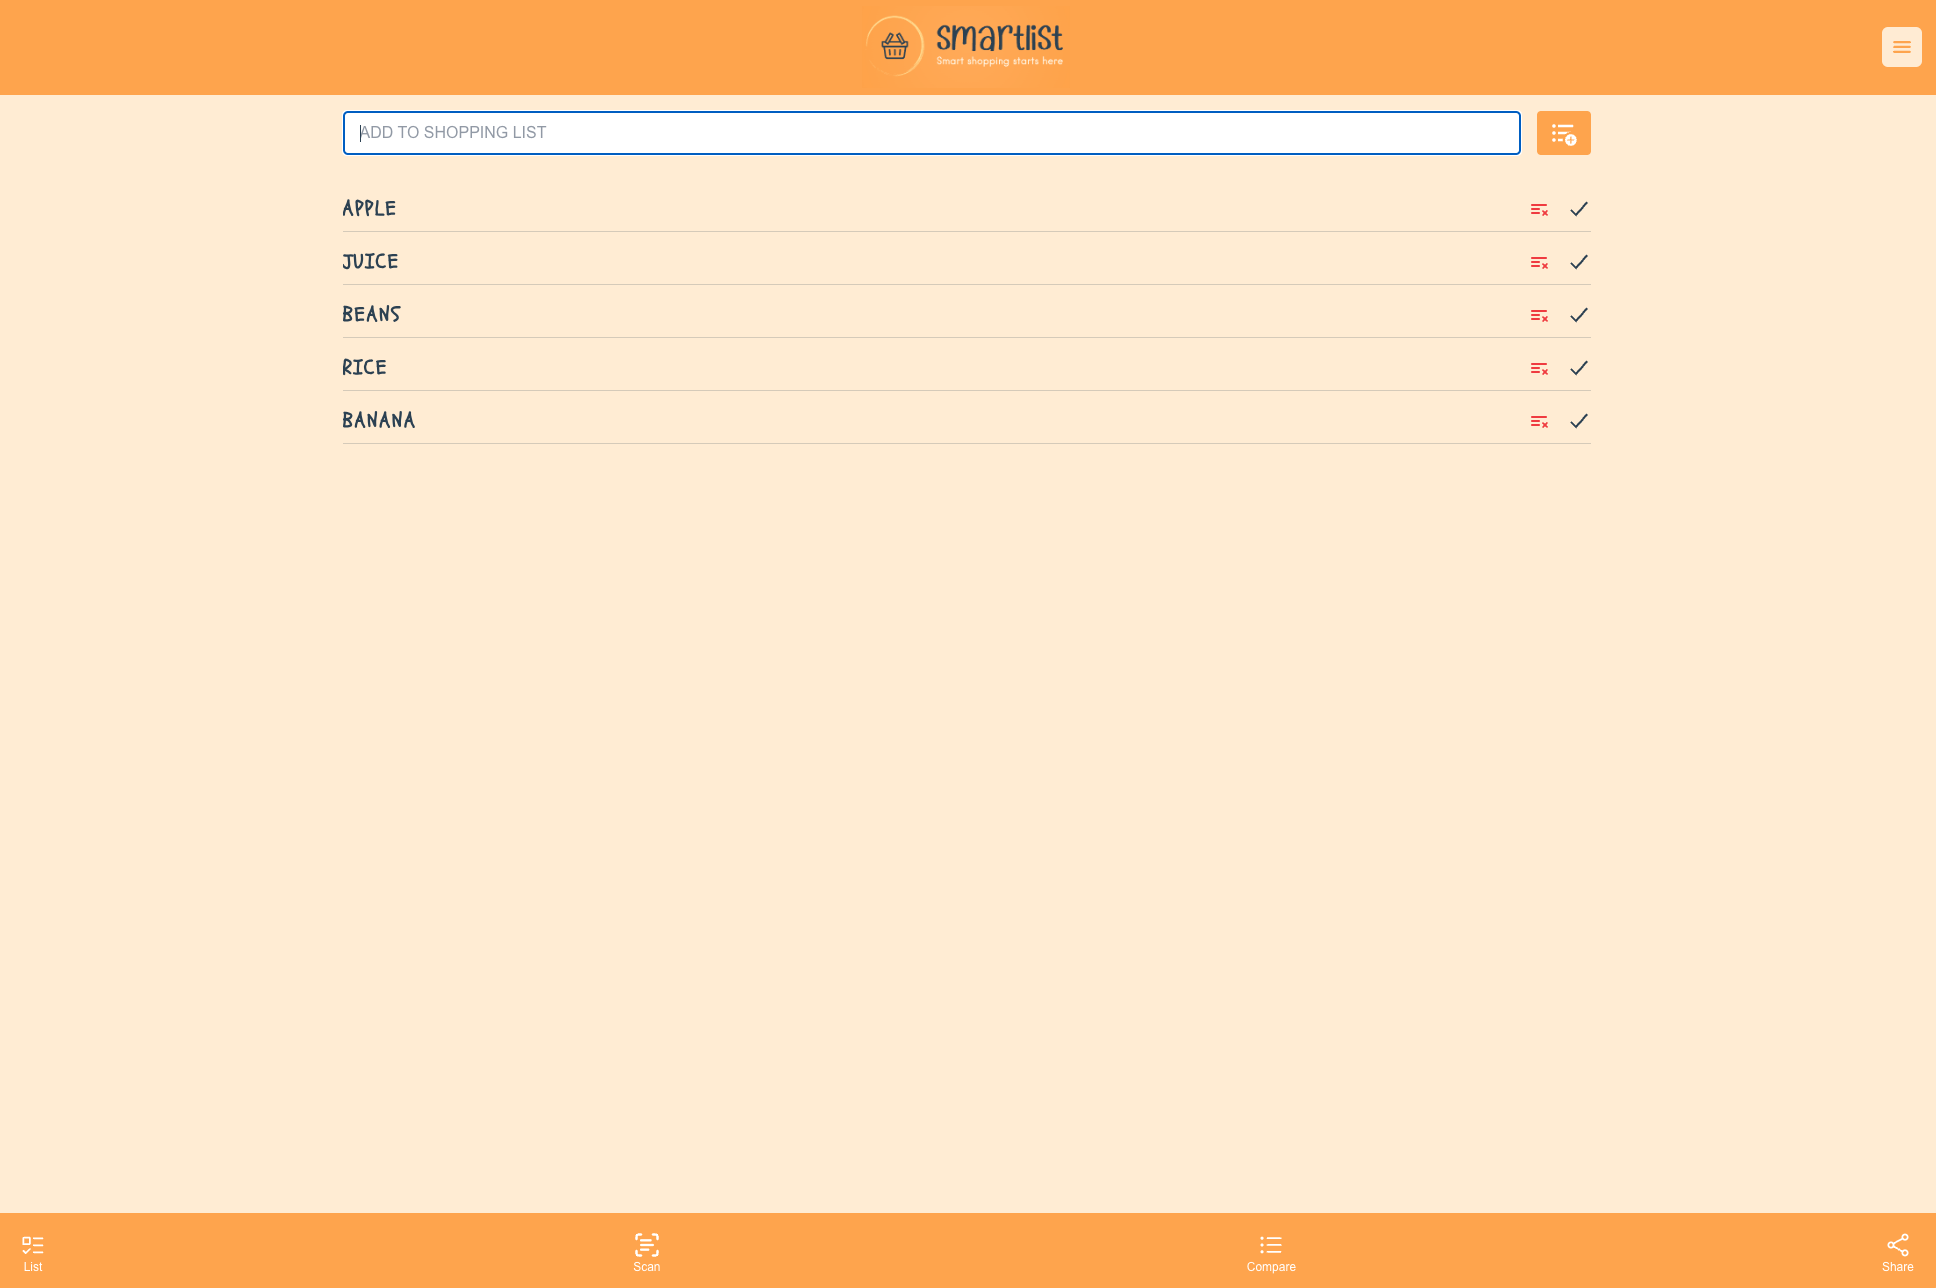 smartlist
Smart shopping starts here
ADD TO SHOPPING LIST
APPLE
JUICE
BEANS
RICE
BANANA
List
Scan
Compare
Share